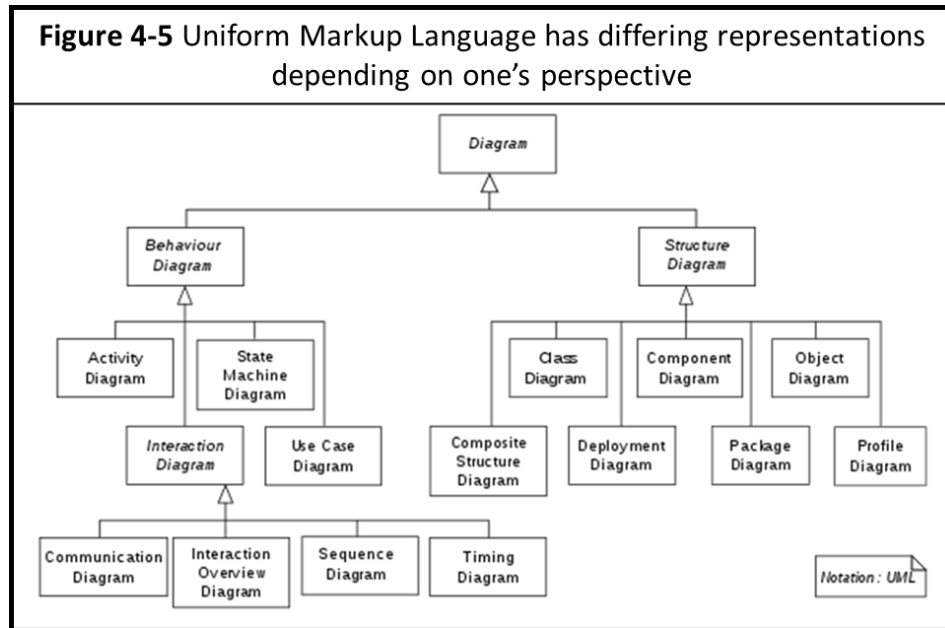 Figure 4-5 Uniform Markup Language has differing representations
depending on one's perspective
Diagram
Behaviour
Diagram
Structure
Diagram
Activity
Diagram
State
Machine
Diagram
Class
Diagram
Component
Diagram
Object
Diagram
Interaction
Diagram
Use Case
Diagram
Composite
Structure
Diagram
Deployment
Diagram
Package
Diagram
Profile
Diagram
Communication
Diagram
Interaction
Overview
Diagram
Sequence
Diagram
Timing
Diagram
Notation : UML